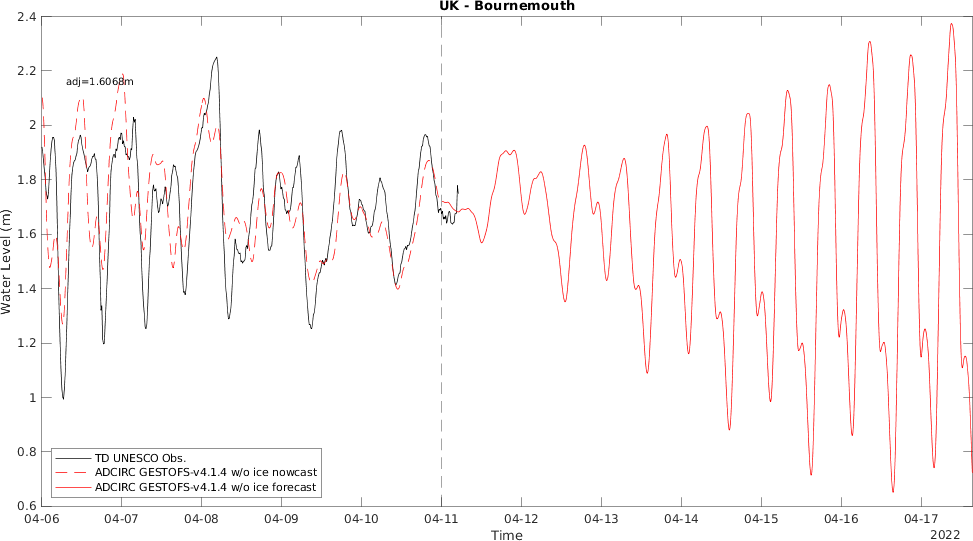 UK - Bournemouth
2.4
2.2
2
1.8
1.6
1.4
1.2
1
0.8
0.6
Water Level (m)
adj=1.6068m
TD UNESCO Obs.
ADCIRC GESTOFS-v4.1.4 w/o ice nowcast
ADCIRC GESTOFS-v4.1.4 w/o ice forecast
04-06 04-07 04-08 04-09 04-10 04-11 04-12 04-13 04-14 04-15 04-16 04-17
Time
2022